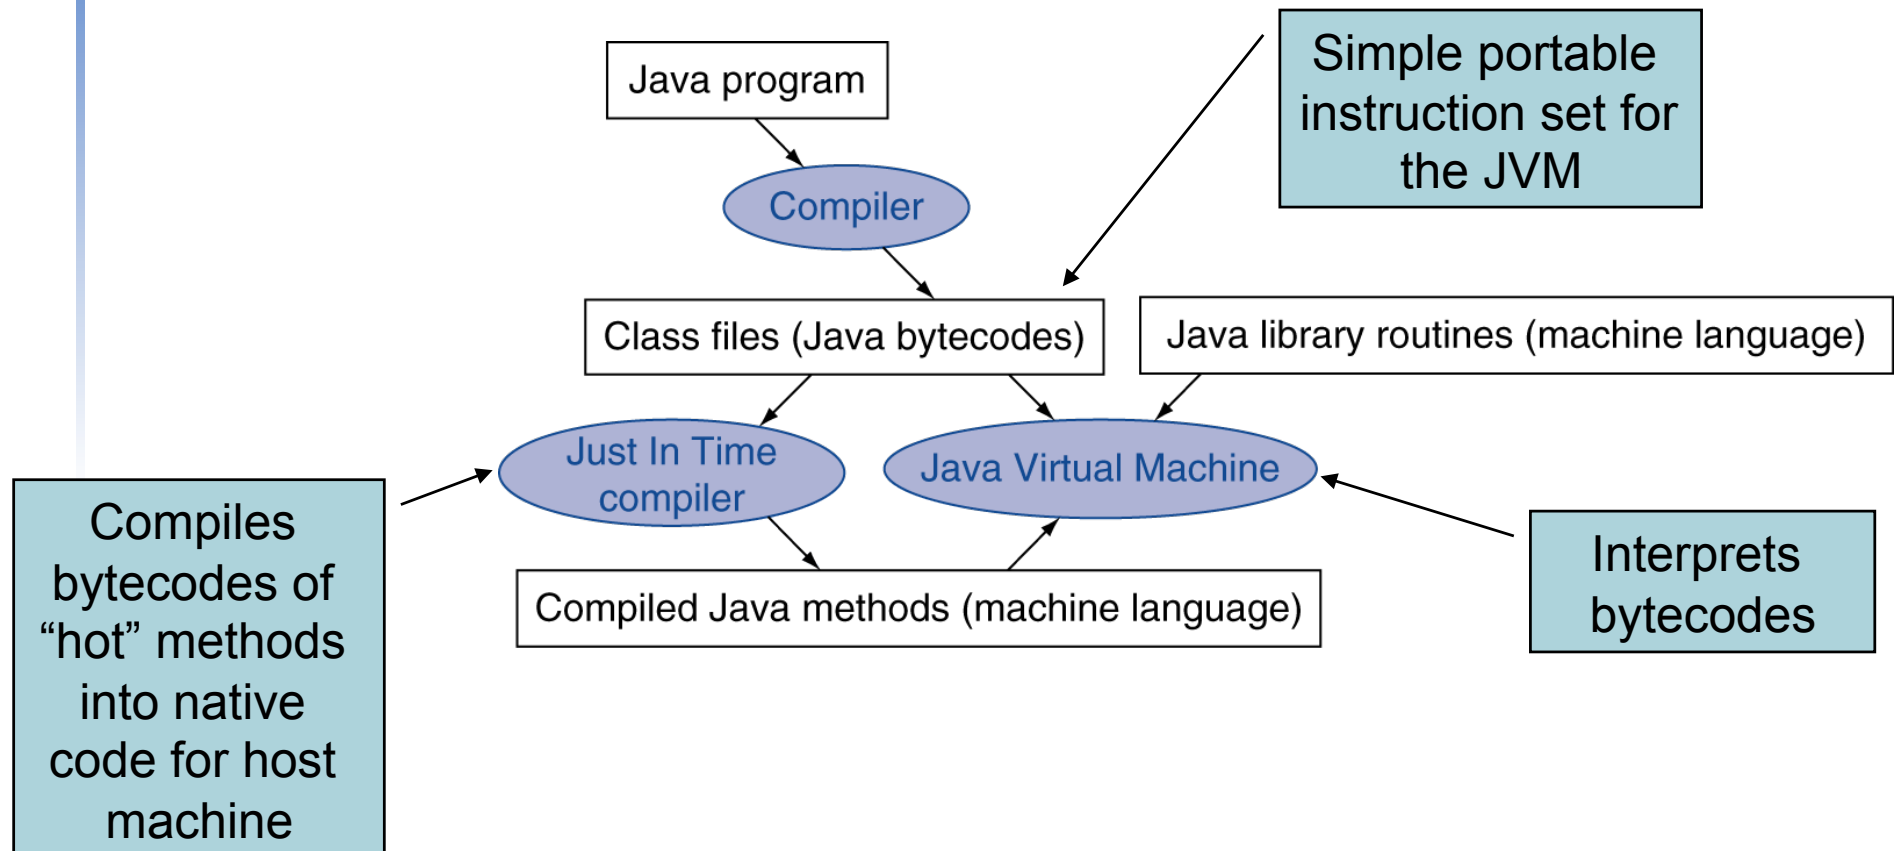 Java program
Simple portable
instruction set for
the JVM
Compiler
Class files (Java bytecodes)
Java library routines (machine language)
Just In Time
compiler
Java Virtual Machine
Compiles
bytecodes of
“hot” methods
into native
code for host
machine
Interprets
bytecodes
Compiled Java methods (machine language)